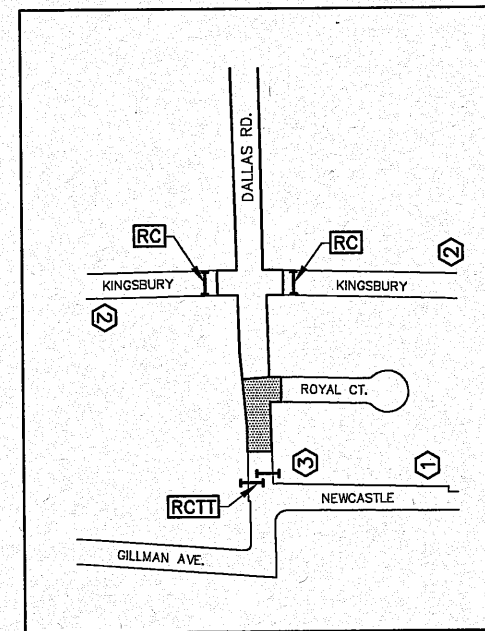 DALLAS RD.
RC
RC
2
KINGSBURY
KINGSBURY
2
ROYAL CT.
3
1
RCTT
NEWCASTLE
GILLMAN AVE.